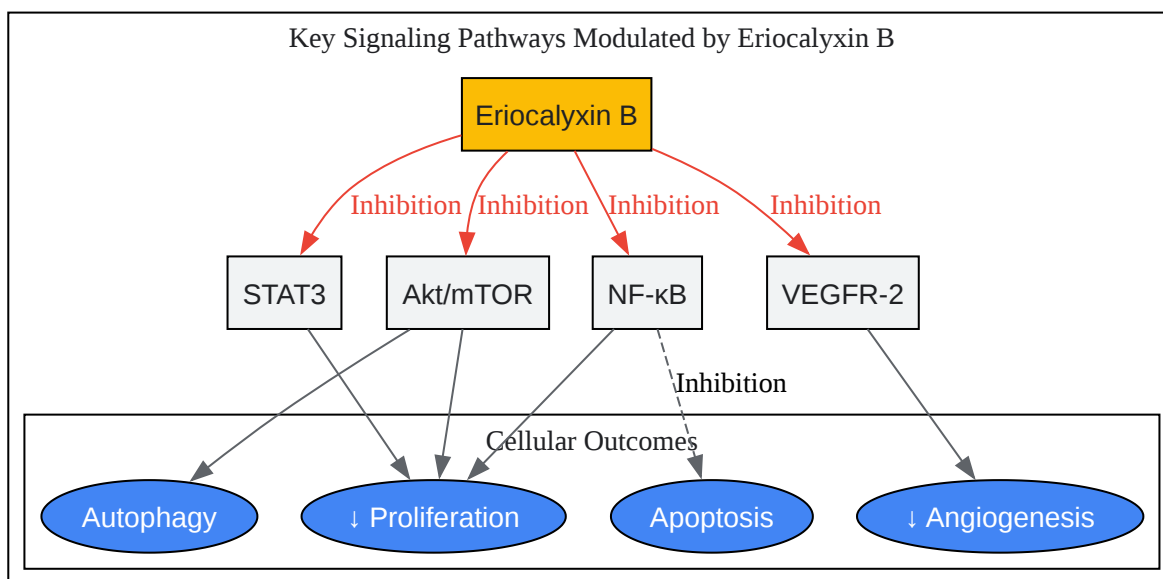 Key Signaling Pathways Modulated by Eriocalyxin B
Eriocalyxin B
Inhibition
Inhibition
Inhibition
Inhibition
STAT3
Akt/mTOR
NF-κB
VEGFR-2
Inhibition
Cellular Outcomes
Autophagy
↓ Proliferation
Apoptosis
↓ Angiogenesis